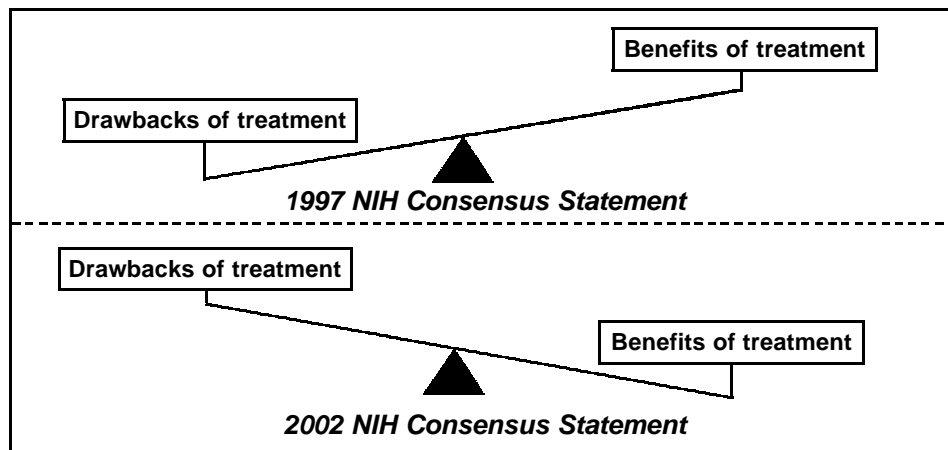 Benefits of treatment
Drawbacks of treatment
1997 NIH Consensus Statement
Drawbacks of treatment
Benefits of treatment
2002 NIH Consensus Statement